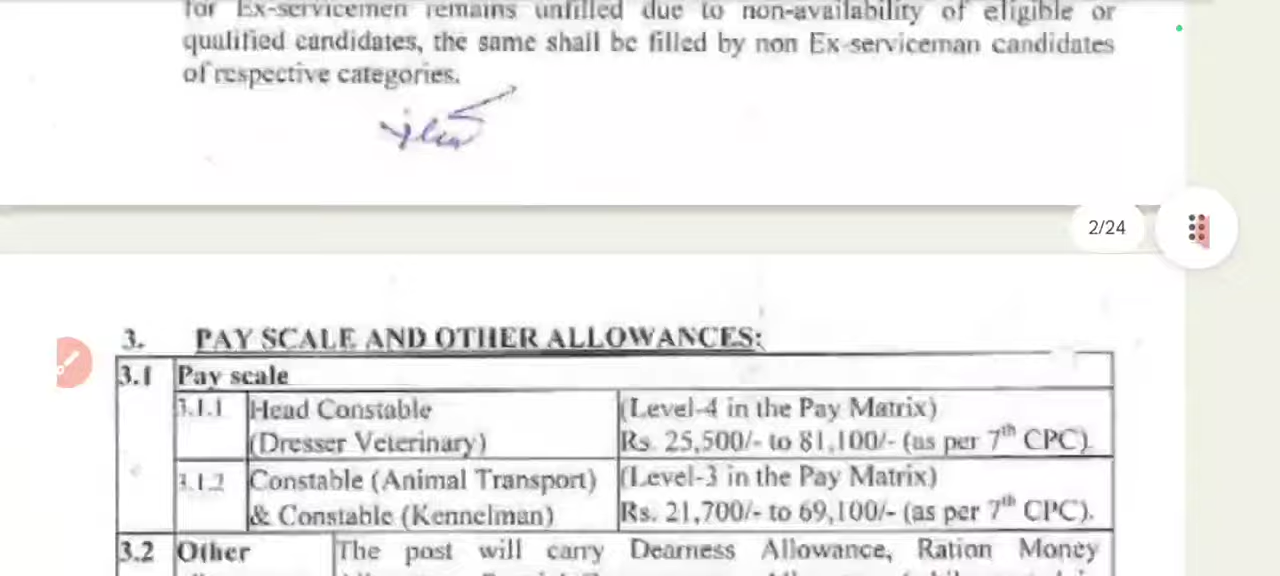 for Ex-servicemen remains unfilled due to non-availability of eligible or
qualified candidates, the same shall be filled by non Ex-serviceman candidates
of respective categories.
2/24
3. PAY SCALE AND OTHER ALLOWANCES:
3.1 Pay scale
3.1.1 Head Constable (Level-4 in the Pay Matrix)
(Dresser Veterinary) Rs. 25,500/- to 81,100/- (as per 7th CPC).
3.1.2 Constable (Animal Transport) (Level-3 in the Pay Matrix)
& Constable (Kennelman) Rs. 21,700/- to 69,100/- (as per 7th CPC).
3.2 Other The post will carry Dearness Allowance, Ration Money